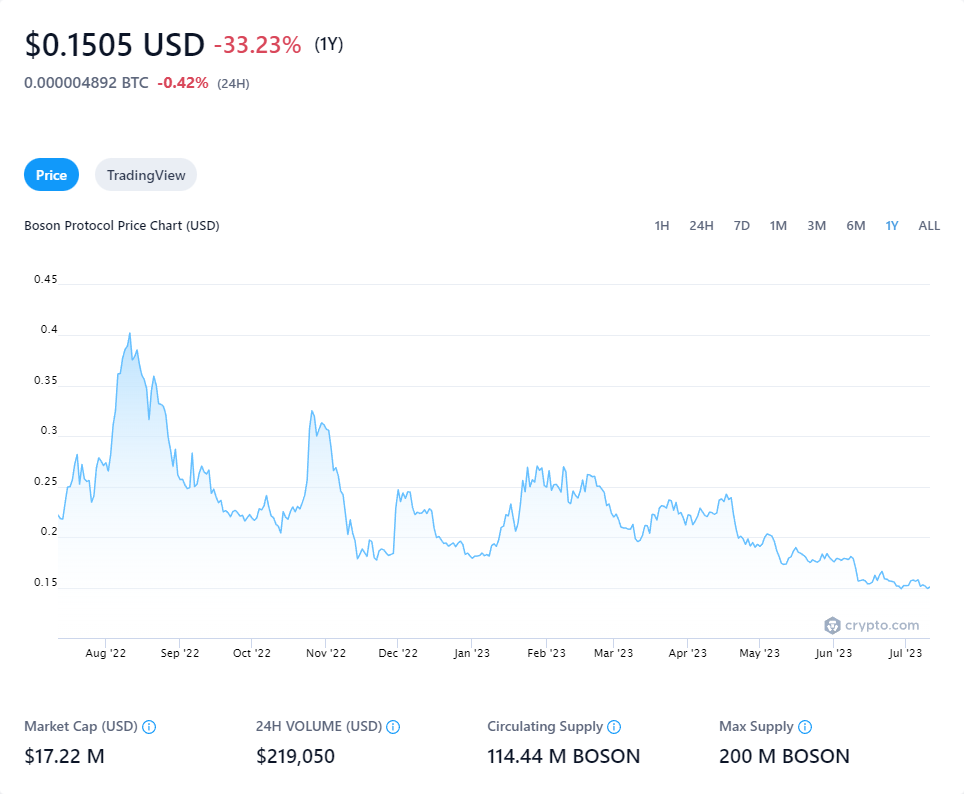 $0.1505 USD -33.23% (1Y)
0.000004892 BTC -0.42% (24H)
Price TradingView
Boson Protocol Price Chart (USD) 1H 24H 7D 1M 3M 6M 1Y ALL
0.45
0.4
0.35
0.3
0.25
0.2
0.15
crypto.com
Aug '22 Sep '22 Oct '22 Nov '22 Dec '22 Jan '23 Feb '23 Mar '23 Apr '23 May '23 Jun '23 Jul '23
Market Cap (USD) 24H VOLUME (USD) Circulating Supply Max Supply
$17.22 M $219,050 114.44 M BOSON 200 M BOSON